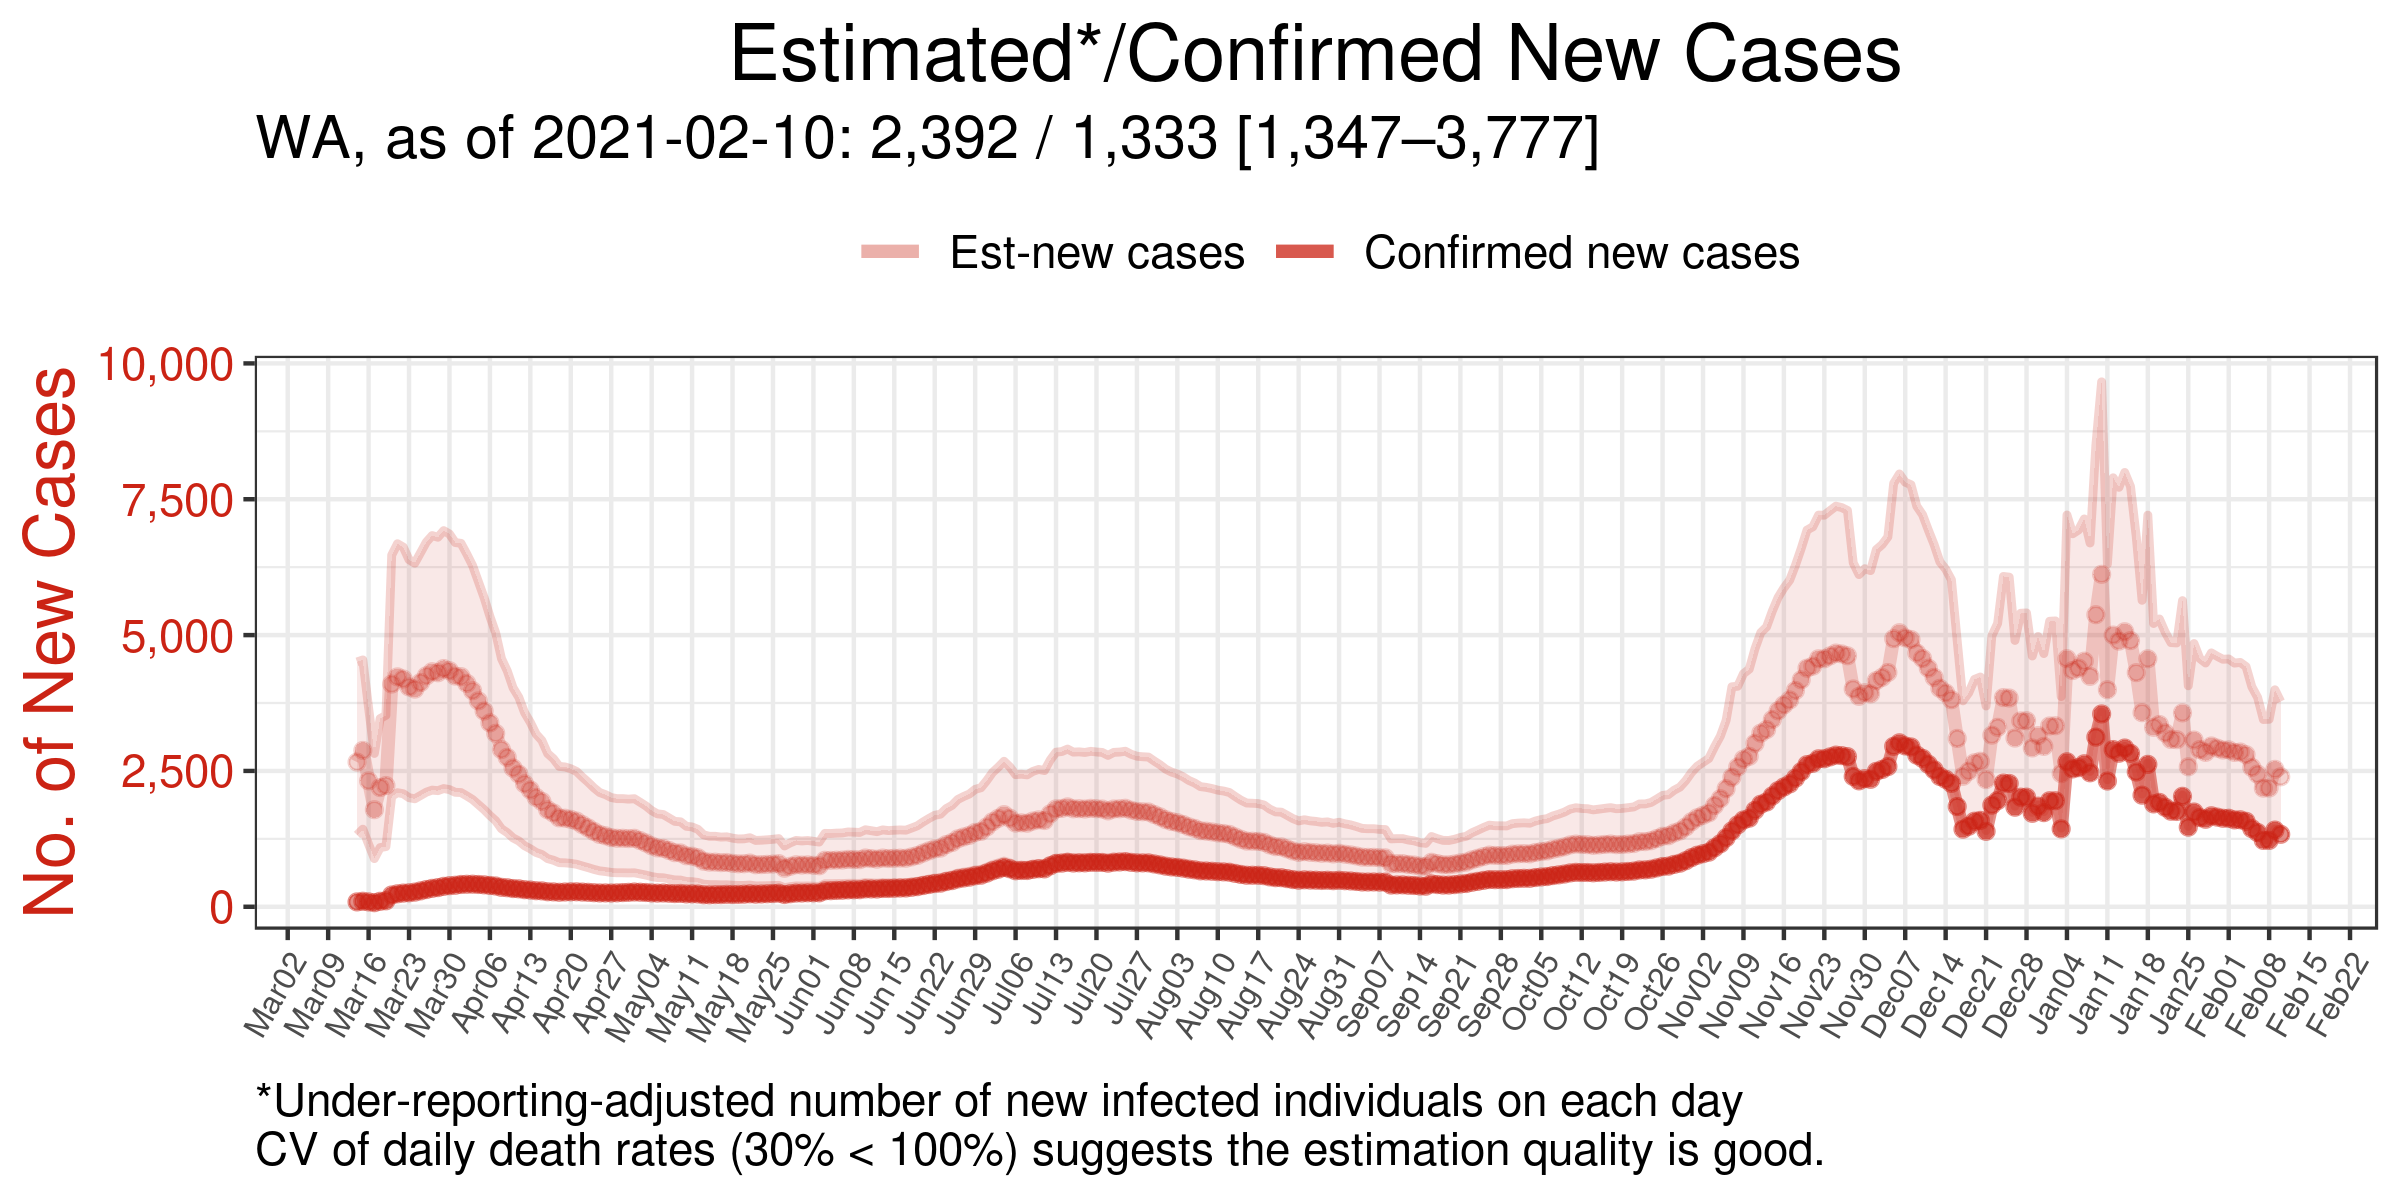 Estimated*/Confirmed New Cases
WA, as of 2021-02-10: 2,392 / 1,333 [1,347–3,777]
Est-new cases Confirmed new cases
No. of New Cases
10,000
7,500
5,000
2,500
0
Mar02 Mar09 Mar16 Mar23 Mar30 Apr06 Apr13 Apr20 Apr27 May04 May11 May18 May25 Jun01 Jun08 Jun15 Jun22 Jun29 Jul06 Jul13 Jul20 Jul27 Aug03 Aug10 Aug17 Aug24 Aug31 Sep07 Sep14 Sep21 Sep28 Oct05 Oct12 Oct19 Oct26 Nov02 Nov09 Nov16 Nov23 Nov30 Dec07 Dec14 Dec21 Dec28 Jan04 Jan11 Jan18 Jan25 Feb01 Feb08 Feb15 Feb22
*Under-reporting-adjusted number of new infected individuals on each day
CV of daily death rates (30% < 100%) suggests the estimation quality is good.